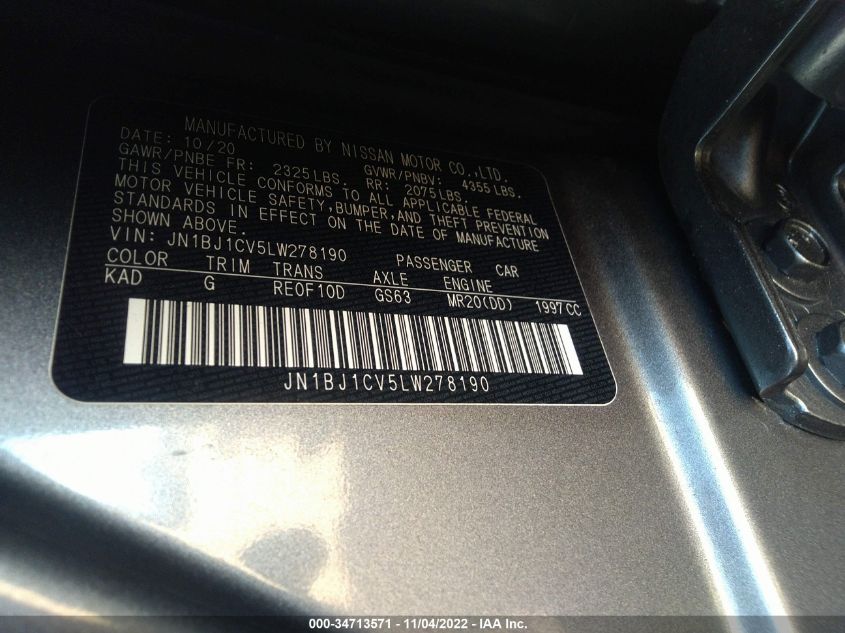 MANUFACTURED BY NISSAN MOTOR CO.,LTD.
DATE: 10/20 GVWR/PNBV: 4355 LBS.
GAWR/PNBE FR: 2325LBS. RR: 2075LBS.
THIS VEHICLE CONFORMS TO ALL APPLICABLE FEDERAL
MOTOR VEHICLE SAFETY,BUMPER,AND THEFT PREVENTION
STANDARDS IN EFFECT ON THE DATE OF MANUFACTURE
SHOWN ABOVE.
VIN: JN1BJ1CV5LW278190 PASSENGER CAR
COLOR TRIM TRANS AXLE ENGINE
KAD G RE0F10D GS63 MR20(DD) 1997CC
JN1BJ1CV5LW278190
000-34713571 - 11/04/2022 - IAA Inc.